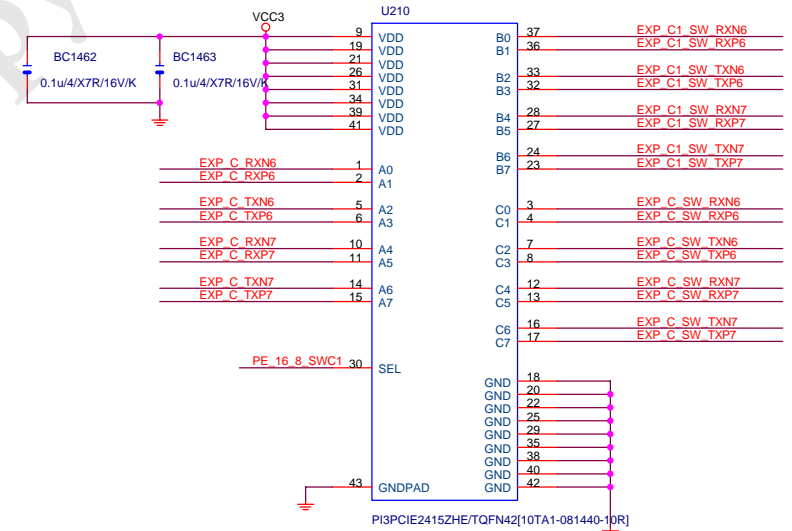 U210
VCC3
BC1462
0.1u/4/X7R/16V/K
BC1463
0.1u/4/X7R/16V/K
9 VDD
19 VDD
21 VDD
26 VDD
31 VDD
34 VDD
39 VDD
41 VDD
EXP_C_RXN6 1 A0
EXP_C_RXP6 2 A1
EXP_C_TXN6 5 A2
EXP_C_TXP6 6 A3
EXP_C_RXN7 10 A4
EXP_C_RXP7 11 A5
EXP_C_TXN7 14 A6
EXP_C_TXP7 15 A7
PE_16_8_SWC1 30 SEL
43 GNDPAD
B0 37 EXP_C1_SW_RXN6
B1 36 EXP_C1_SW_RXP6
B2 33 EXP_C1_SW_TXN6
B3 32 EXP_C1_SW_TXP6
B4 28 EXP_C1_SW_RXN7
B5 27 EXP_C1_SW_RXP7
B6 24 EXP_C1_SW_TXN7
B7 23 EXP_C1_SW_TXP7
C0 3 EXP_C_SW_RXN6
C1 4 EXP_C_SW_RXP6
C2 7 EXP_C_SW_TXN6
C3 8 EXP_C_SW_TXP6
C4 12 EXP_C_SW_RXN7
C5 13 EXP_C_SW_RXP7
C6 16 EXP_C_SW_TXN7
C7 17 EXP_C_SW_TXP7
GND 18
GND 20
GND 22
GND 25
GND 29
GND 35
GND 38
GND 40
GND 42
PI3PCIE2415ZHE/TQFN42[10TA1-081440-10R]